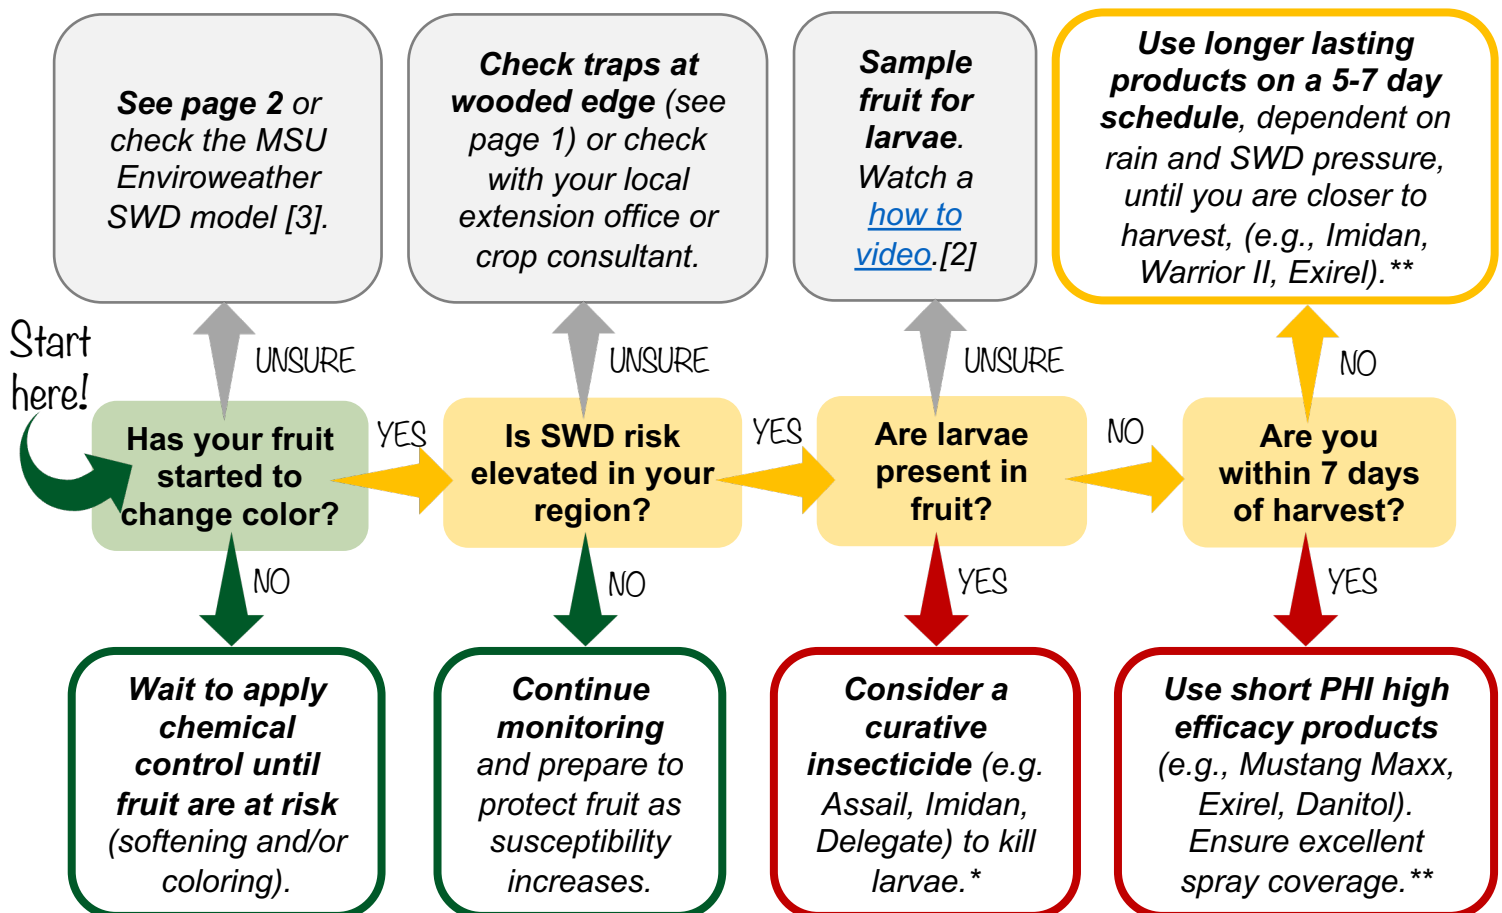 See page 2 or
check the MSU
Enviroweather
SWD model [3].
Check traps at
wooded edge (see
page 1) or check
with your local
extension office or
crop consultant.
Sample
fruit for
larvae.
Watch a
how to
video.[2]
Use longer lasting
products on a 5-7 day
schedule, dependent on
rain and SWD pressure,
until you are closer to
harvest, (e.g., Imidan,
Warrior II, Exirel).**
Start
here!
UNSURE
UNSURE
UNSURE
NO
Has your fruit
started to
change color?
YES
Is SWD risk
elevated in your
region?
YES
Are larvae
present in
fruit?
NO
Are you
within 7 days
of harvest?
NO
NO
YES
YES
Wait to apply
chemical
control until
fruit are at risk
(softening and/or
coloring).
Continue
monitoring
and prepare to
protect fruit as
susceptibility
increases.
Consider a
curative
insecticide (e.g.
Assail, Imidan,
Delegate) to kill
larvae.*
Use short PHI high
efficacy products
(e.g., Mustang Maxx,
Exirel, Danitol).
Ensure excellent
spray coverage.**